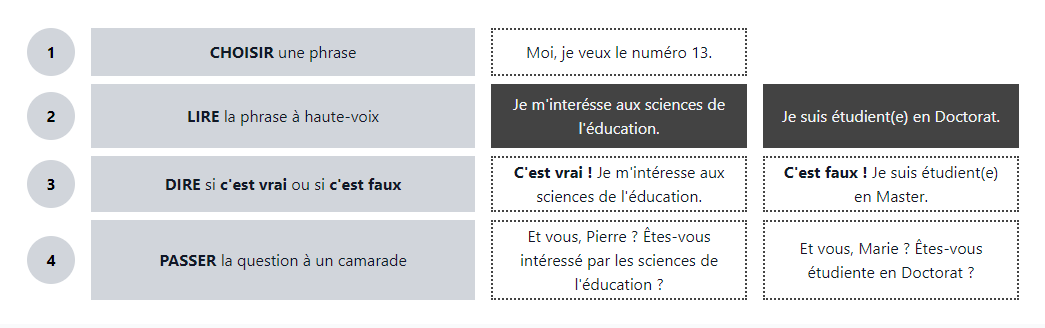 1
CHOISIR une phrase
Moi, je veux le numéro 13.
2
LIRE la phrase à haute-voix
Je m'interésse aux sciences de
l'éducation.
Je suis étudient(e) en Doctorat.
3
DIRE si c'est vrai ou si c'est faux
C'est vrai ! Je m'intéresse aux
sciences de l'éducation.
C'est faux ! Je suis étudient(e)
en Master.
4
PASSER la question à un camarade
Et vous, Pierre ? Êtes-vous
intéressé par les sciences de
l'éducation ?
Et vous, Marie ? Êtes-vous
étudiente en Doctorat ?